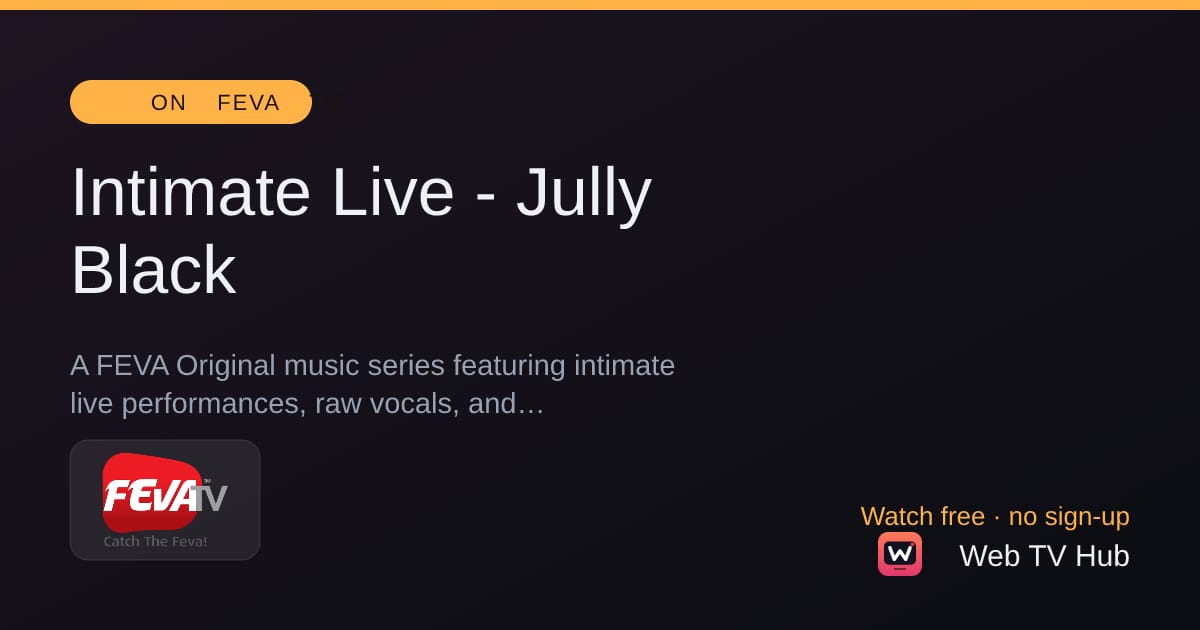 ON FEVA TV
Intimate Live - Jully
Black
A FEVA Original music series featuring intimate
live performances, raw vocals, and…
FEVATV™
Catch The Feva!
Watch free · no sign-up
W
Web TV Hub